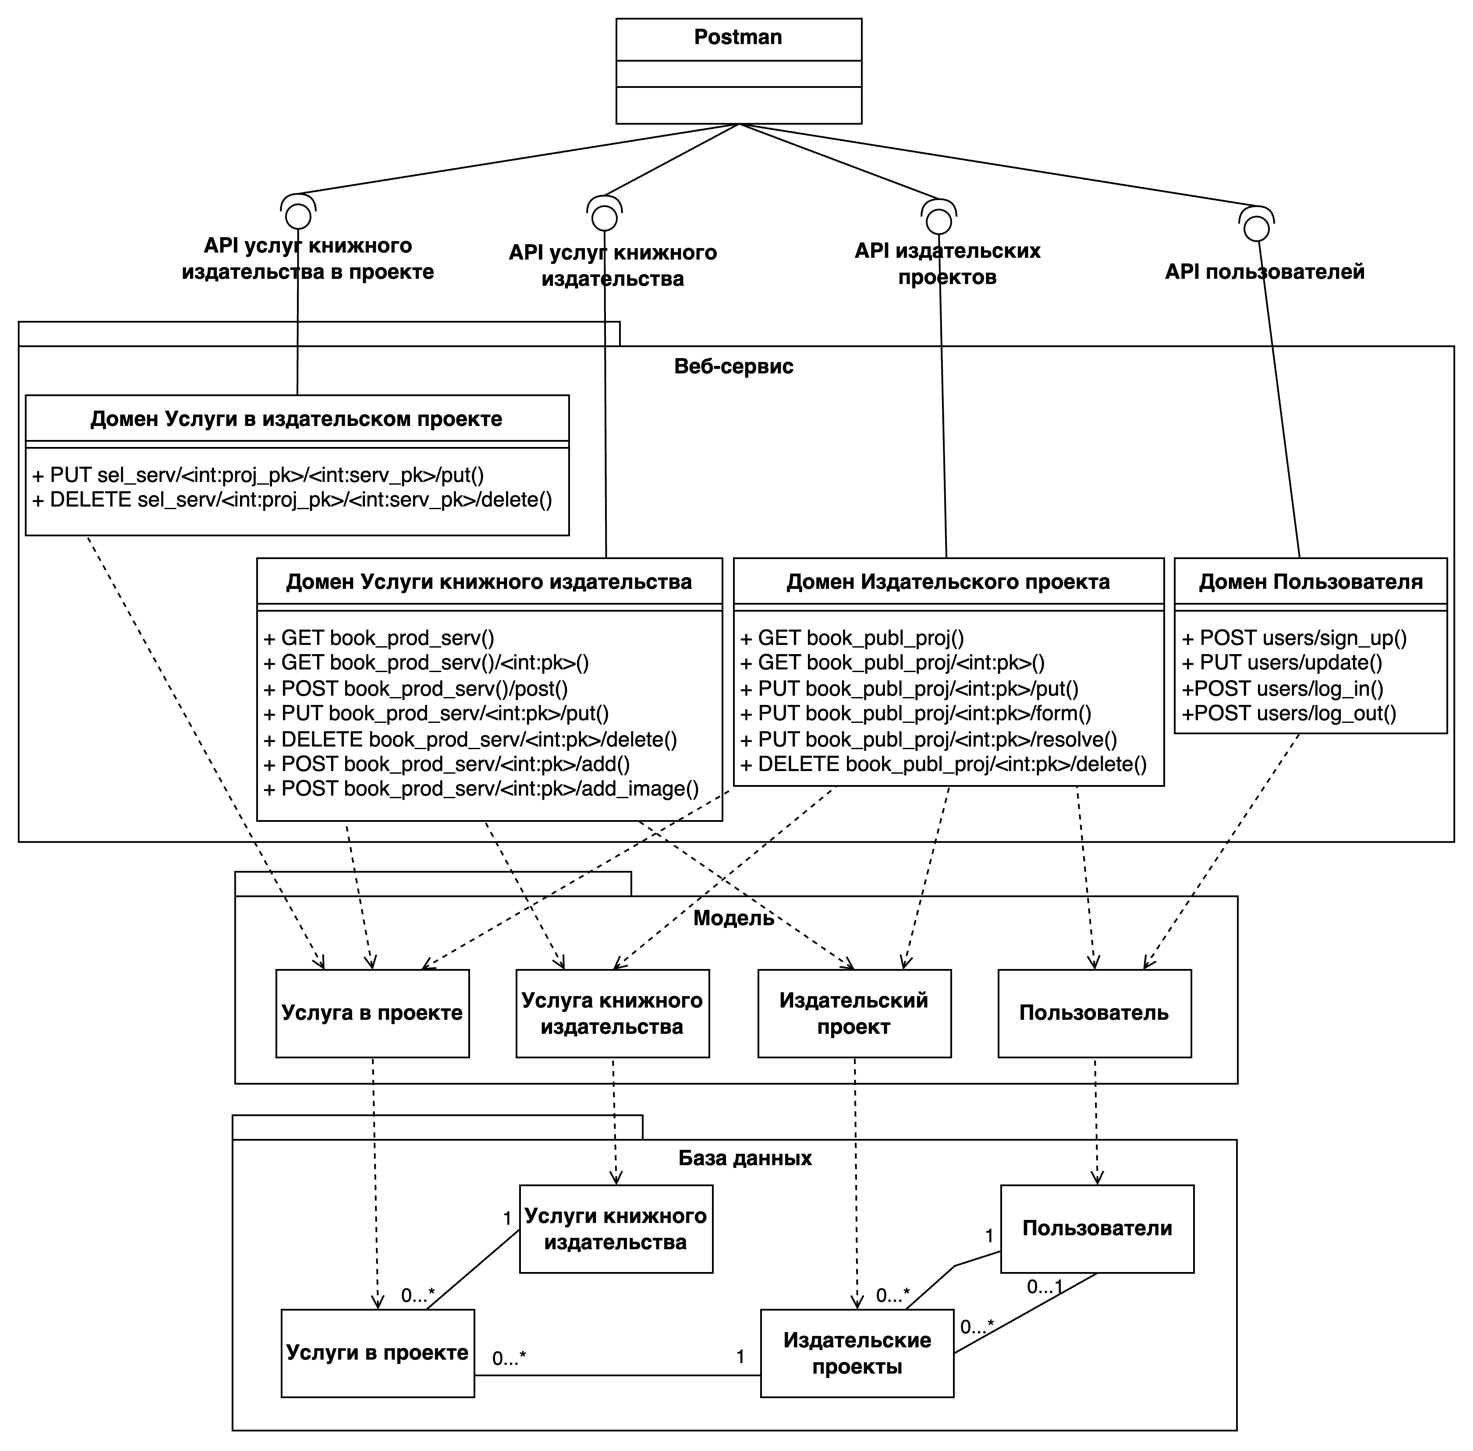 Postman
API услуг книжного
издательства в проекте
API услуг книжного
издательства
API издательских
проектов
API пользователей
Веб-сервис
Домен Услуги в издательском проекте
+ PUT sel_serv/<int:proj_pk>/<int:serv_pk>/put()
+ DELETE sel_serv/<int:proj_pk>/<int:serv_pk>/delete()
Домен Услуги книжного издательства
+ GET book_prod_serv()
+ GET book_prod_serv()/<int:pk>()
+ POST book_prod_serv()/post()
+ PUT book_prod_serv/<int:pk>/put()
+ DELETE book_prod_serv/<int:pk>/delete()
+ POST book_prod_serv/<int:pk>/add()
+ POST book_prod_serv/<int:pk>/add_image()
Домен Издательского проекта
+ GET book_publ_proj()
+ GET book_publ_proj/<int:pk>()
+ PUT book_publ_proj/<int:pk>/put()
+ PUT book_publ_proj/<int:pk>/form()
+ PUT book_publ_proj/<int:pk>/resolve()
+ DELETE book_publ_proj/<int:pk>/delete()
Домен Пользователя
+ POST users/sign_up()
+ PUT users/update()
+POST users/log_in()
+POST users/log_out()
Модель
Услуга в проекте
Услуга книжного
издательства
Издательский
проект
Пользователь
База данных
Услуги книжного
издательства
Пользователи
1
0...*
1
0...*
0...1
0...*
Услуги в проекте
0...*
1
Издательские
проекты